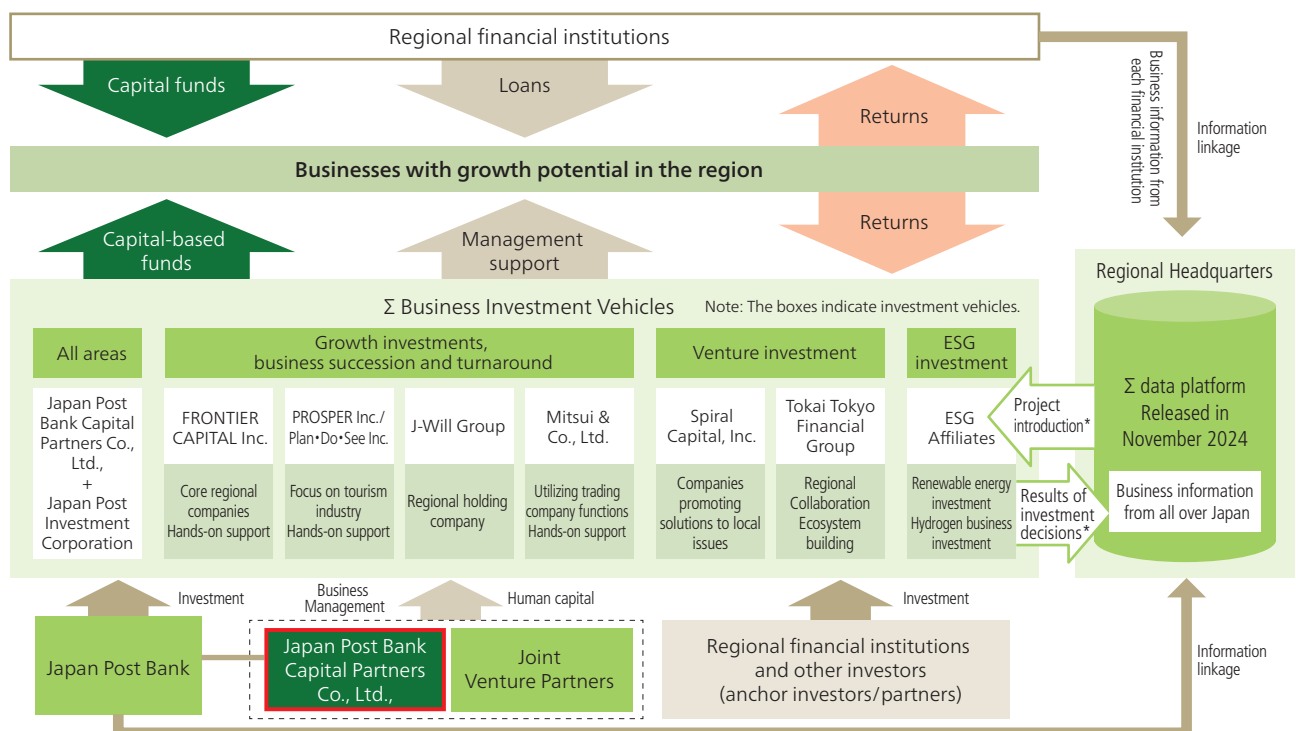 Regional financial institutions
Capital funds
Loans
Returns
Business information from
each financial institution
Information
linkage
Businesses with growth potential in the region
Capital-based
funds
Management
support
Returns
Regional Headquarters
Σ Business Investment Vehicles
Note: The boxes indicate investment vehicles.
All areas
Growth investments,
business succession and turnaround
Venture investment
ESG
investment
Japan Post
Bank Capital
Partners Co.,
Ltd.,
+
Japan Post
Investment
Corporation
FRONTIER
CAPITAL Inc.
Core regional
companies
Hands-on support
PROSPER Inc./
Plan•Do•See Inc.
Focus on tourism
industry
Hands-on support
J-Will Group
Regional holding
company
Mitsui &
Co., Ltd.
Utilizing trading
company functions
Hands-on support
Spiral
Capital, Inc.
Companies
promoting
solutions to local
issues
Tokai Tokyo
Financial
Group
Regional
Collaboration
Ecosystem
building
ESG
Affiliates
Renewable energy
investment
Hydrogen business
investment
Project
introduction*
Results of
investment
decisions*
Σ data platform
Released in
November 2024
Business information
from all over Japan
Investment
Business
Management
Human capital
Investment
Japan Post Bank
Japan Post Bank
Capital Partners
Co., Ltd.,
Joint
Venture Partners
Regional financial institutions
and other investors
(anchor investors/partners)
Information
linkage